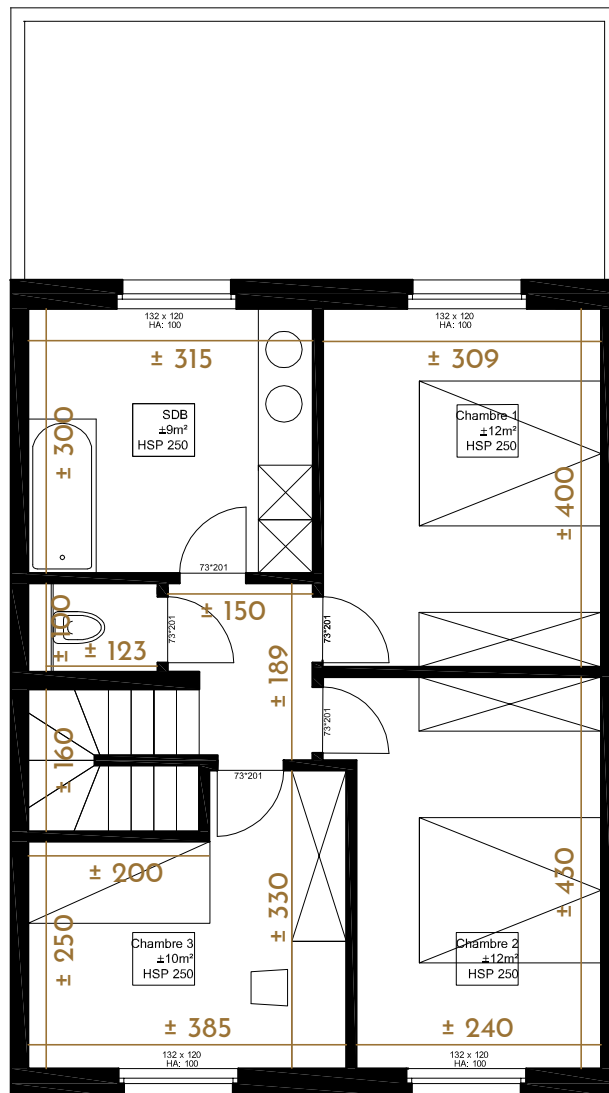 132 x 120
HA: 100
132 x 120
HA: 100
± 315
± 309
SDB
±9m²
HSP 250
Chambre 1
±12m²
HSP 250
± 300
± 400
73*201
± 150
± 100
73*201
73*201
± 123
± 189
73*201
± 160
73*201
± 200
± 330
± 430
± 250
Chambre 3
±10m²
HSP 250
Chambre 2
±12m²
HSP 250
± 385
± 240
132 x 120
HA: 100
132 x 120
HA: 100